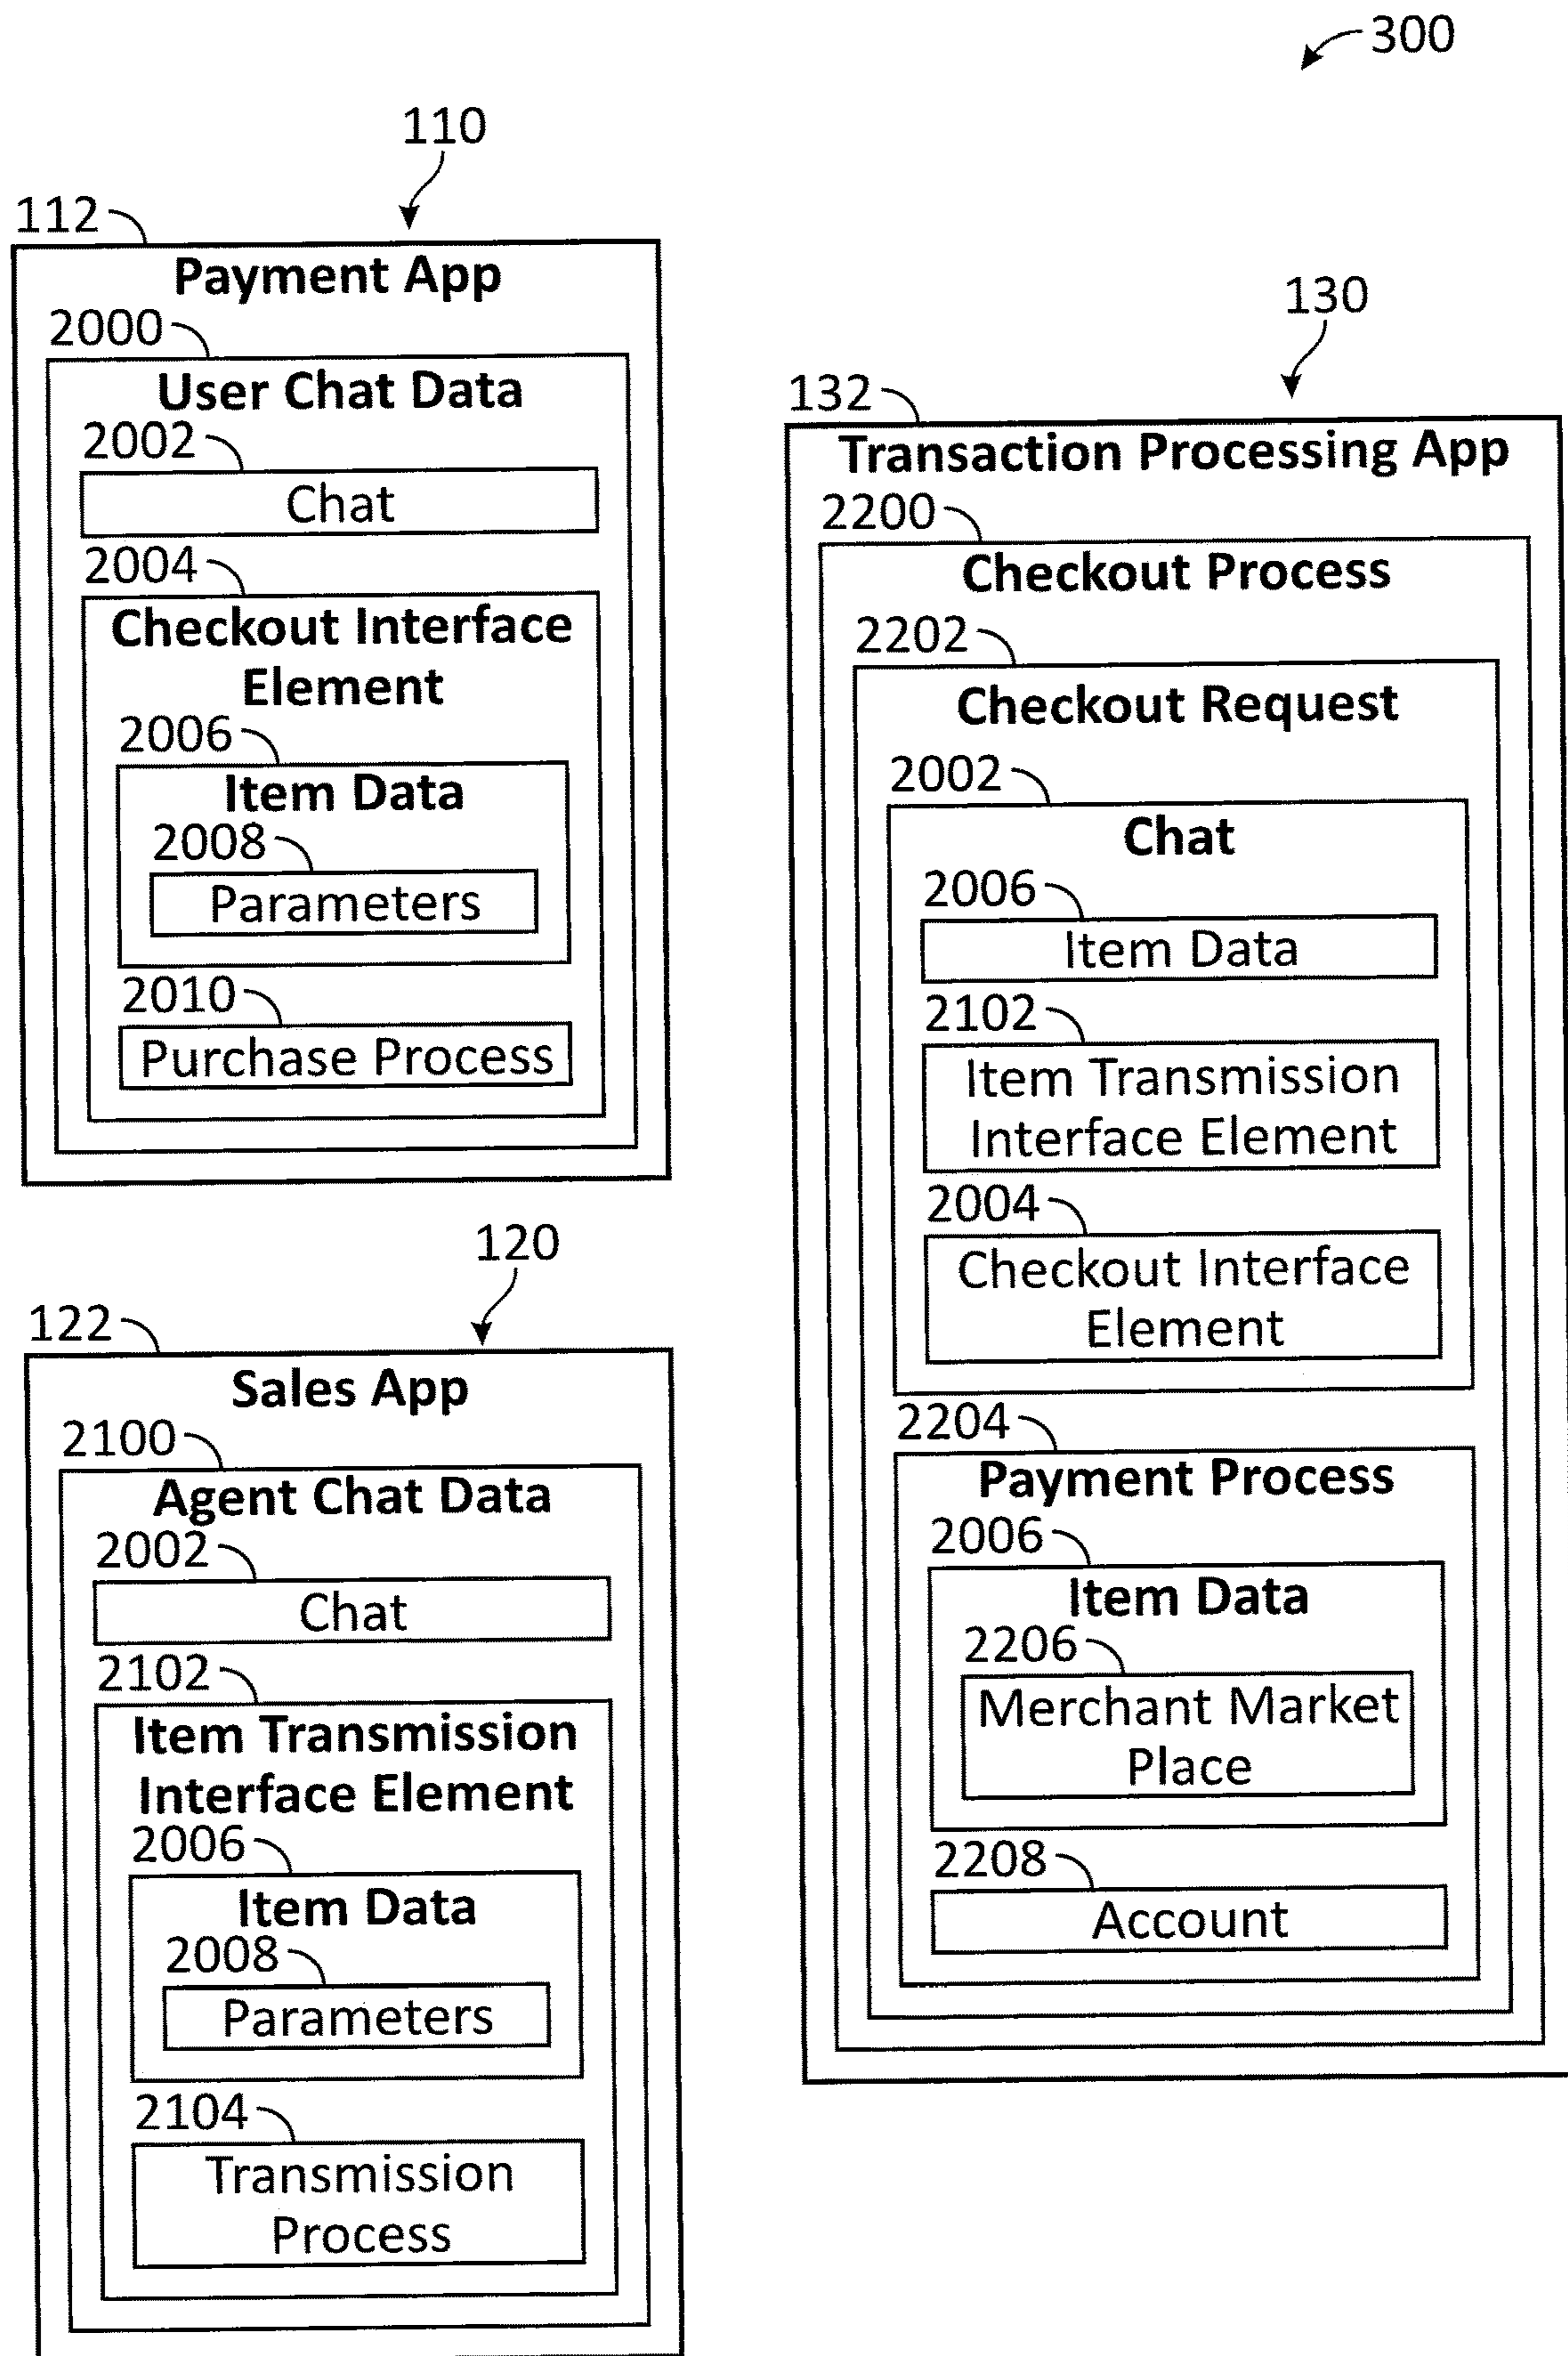 300
110
112
Payment App
2000
User Chat Data
2002
Chat
2004
Checkout Interface
Element
2006
Item Data
2008
Parameters
2010
Purchase Process
120
122
Sales App
2100
Agent Chat Data
2002
Chat
2102
Item Transmission
Interface Element
2006
Item Data
2008
Parameters
2104
Transmission
Process
130
132
Transaction Processing App
2200
Checkout Process
2202
Checkout Request
2002
Chat
2006
Item Data
2102
Item Transmission
Interface Element
2004
Checkout Interface
Element
2204
Payment Process
2006
Item Data
2206
Merchant Market
Place
2208
Account